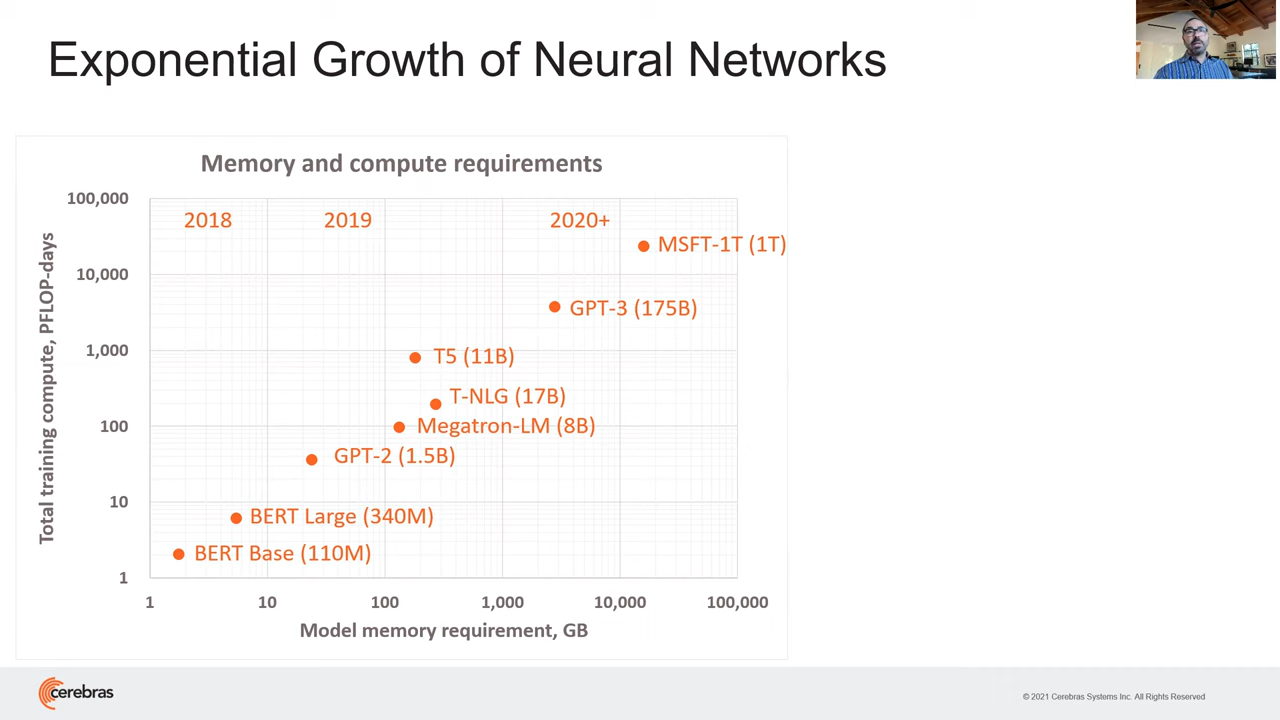 Exponential Growth of Neural Networks
Memory and compute requirements
Total training compute, PFLOP-days
100,000
10,000
1,000
100
10
1
2018
2019
2020+
MSFT-1T (1T)
GPT-3 (175B)
T5 (11B)
T-NLG (17B)
Megatron-LM (8B)
GPT-2 (1.5B)
BERT Large (340M)
BERT Base (110M)
1
10
100
1,000
10,000
100,000
Model memory requirement, GB
cerebras
© 2021 Cerebras Systems Inc. All Rights Reserved